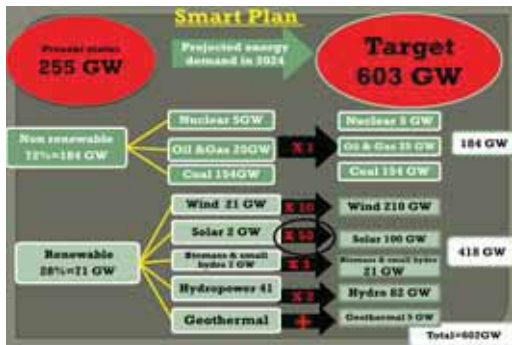 Smart Plan
Present status
255 GW
Projected energy
demand in 2024
Target
603 GW
Non renewable
72%=184 GW
Nuclear 5GW
Oil &Gas 25GW
Coal 154GW
X 1
Nuclear 5 GW
Oil & Gas 25 GW
Coal 154 GW
184 GW
Renewable
28%=71 GW
Wind 21 GW
Solar 2 GW
Biomass & small
hydro 7 GW
Hydropower 41
Geothermal
X 10
X 50
X 3
X 2
+
Wind 210 GW
Solar 100 GW
Biomass & small hydro
21 GW
Hydro 82 GW
Geothermal 5 GW
418 GW
Total=602GW